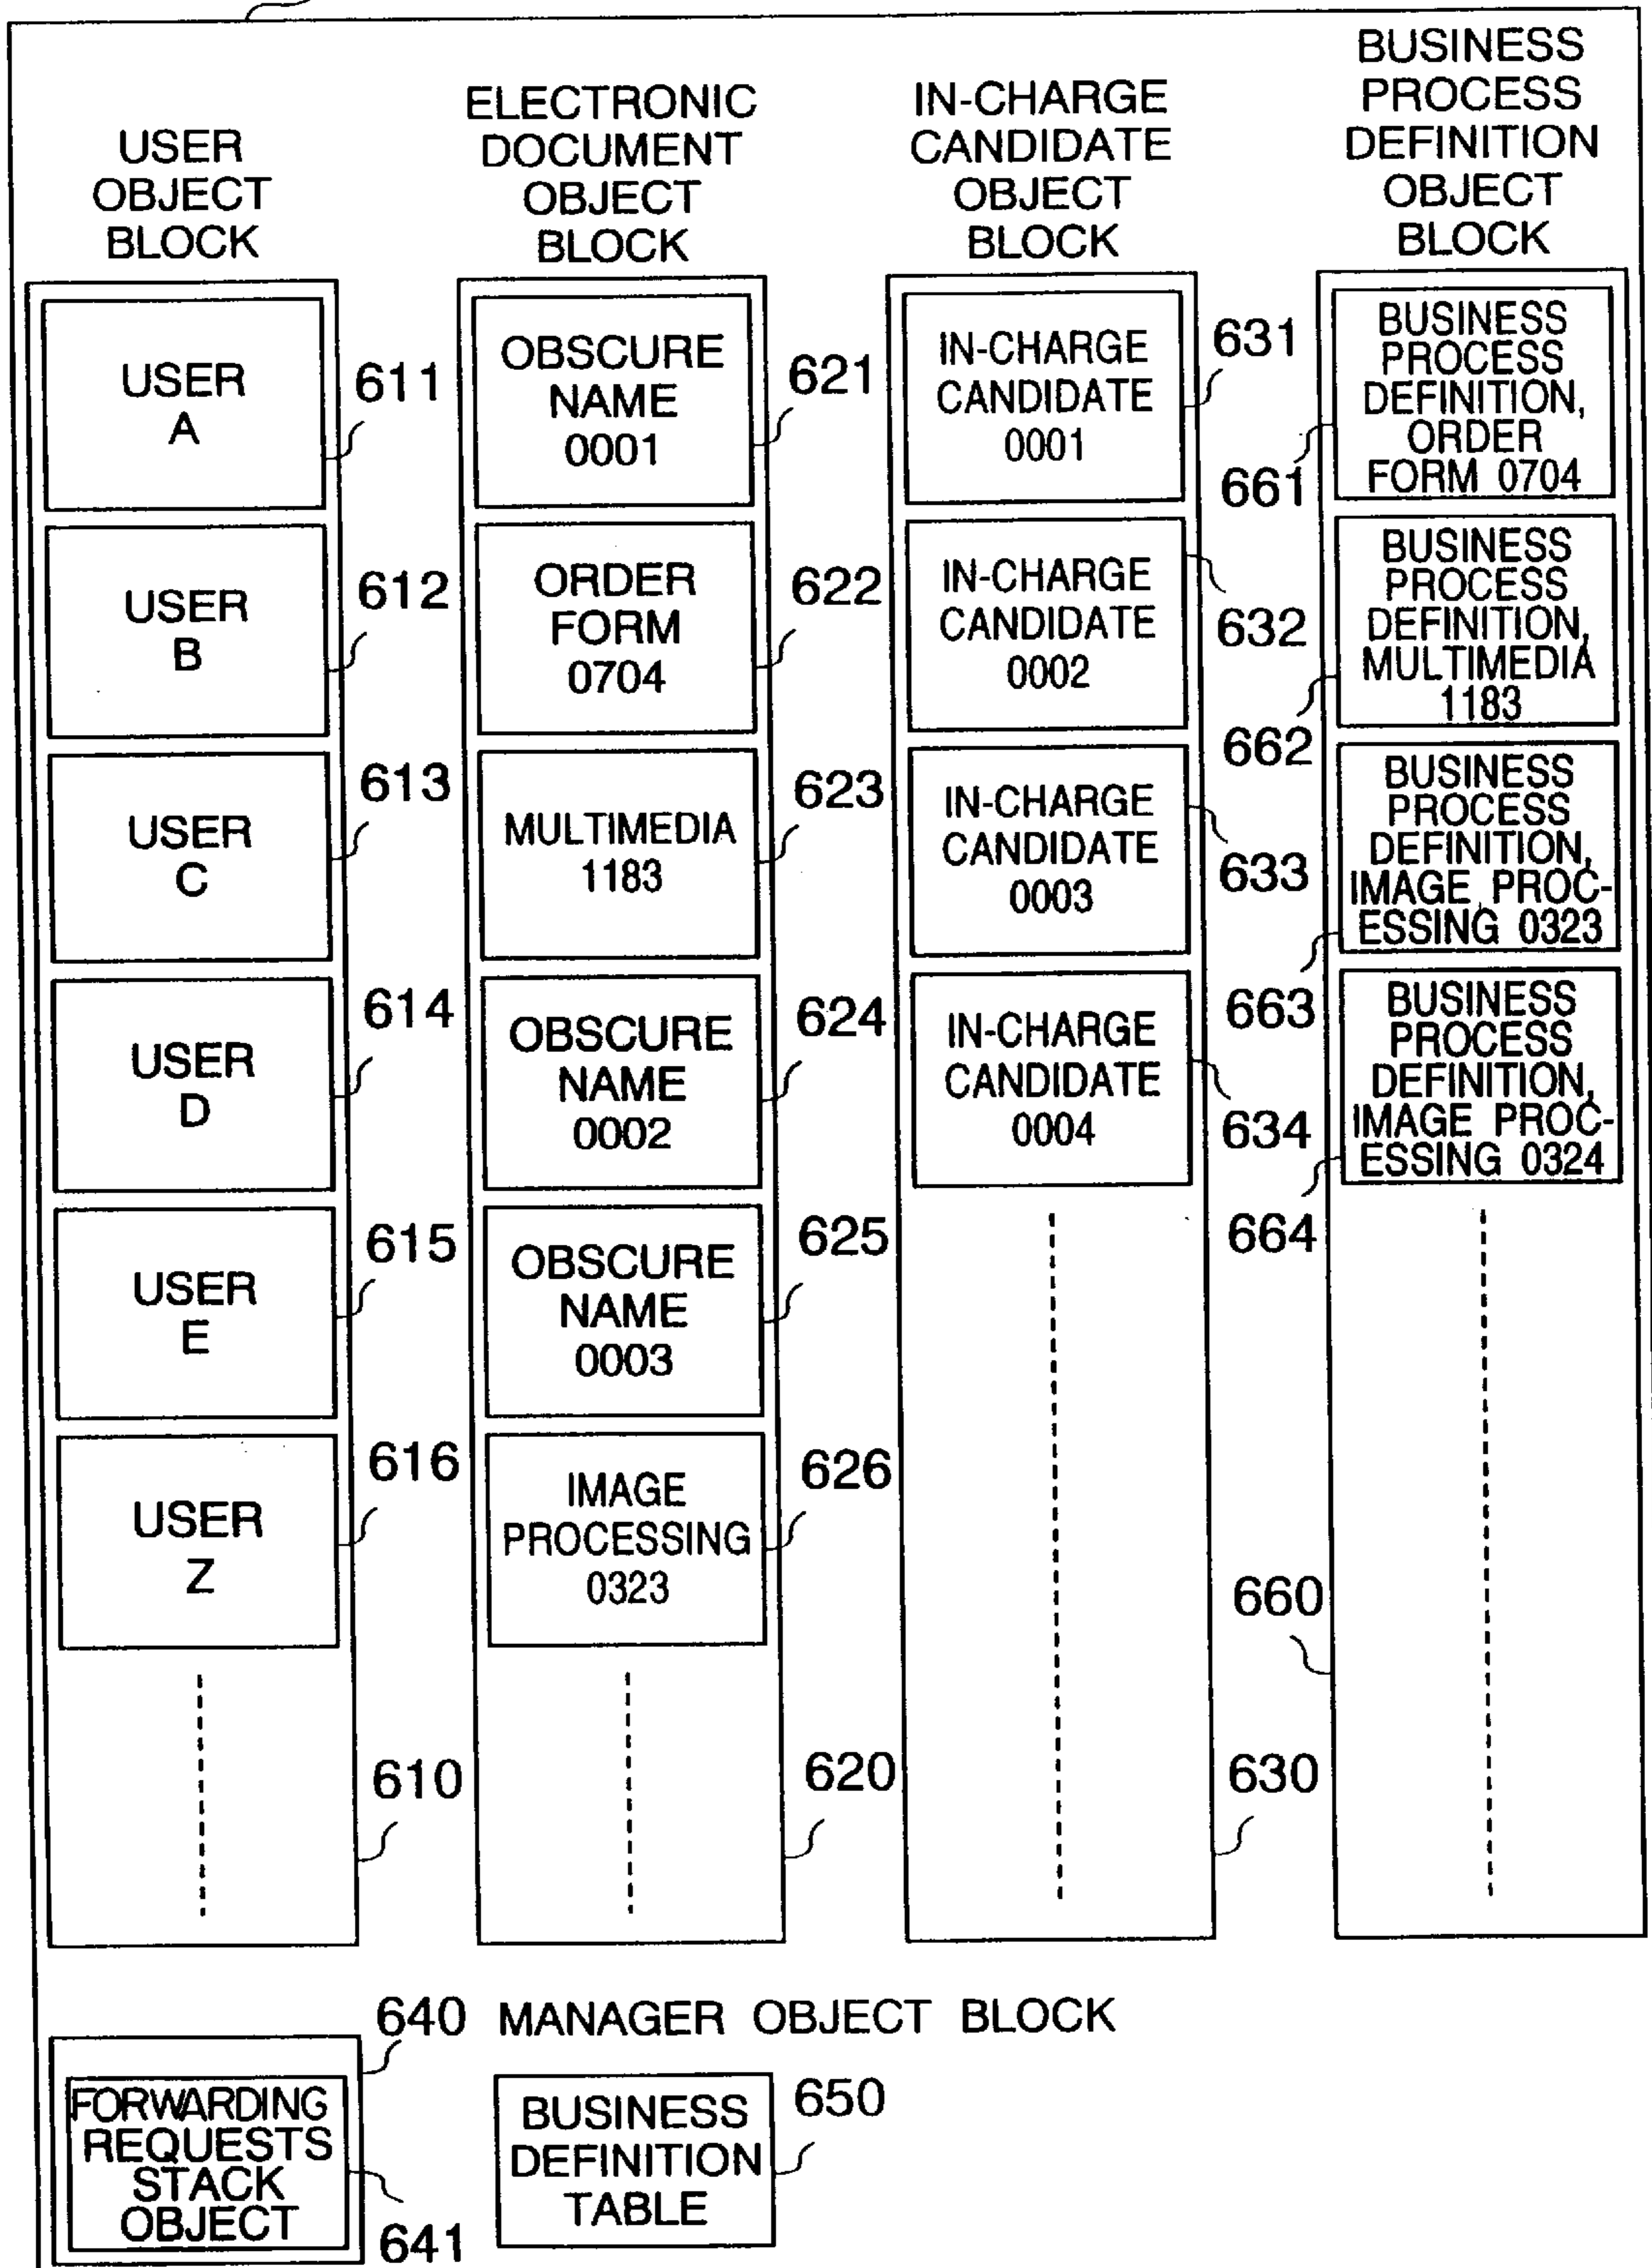 USER
OBJECT
BLOCK
USER
A
611
USER
B
612
USER
C
613
USER
D
614
USER
E
615
USER
Z
616
610
ELECTRONIC
DOCUMENT
OBJECT
BLOCK
OBSCURE
NAME
0001
621
ORDER
FORM
0704
622
MULTIMEDIA
1183
623
OBSCURE
NAME
0002
624
OBSCURE
NAME
0003
625
IMAGE
PROCESSING
0323
626
620
IN-CHARGE
CANDIDATE
OBJECT
BLOCK
IN-CHARGE
CANDIDATE
0001
631
IN-CHARGE
CANDIDATE
0002
632
IN-CHARGE
CANDIDATE
0003
633
IN-CHARGE
CANDIDATE
0004
634
630
BUSINESS
PROCESS
DEFINITION
OBJECT
BLOCK
BUSINESS
PROCESS
DEFINITION,
ORDER
FORM 0704
661
BUSINESS
PROCESS
DEFINITION,
MULTIMEDIA
1183
662
BUSINESS
PROCESS
DEFINITION,
IMAGE PROC-
ESSING 0323
663
BUSINESS
PROCESS
DEFINITION,
IMAGE PROC-
ESSING 0324
664
660
640 MANAGER OBJECT BLOCK
FORWARDING
REQUESTS
STACK
OBJECT
641
BUSINESS
DEFINITION
TABLE
650